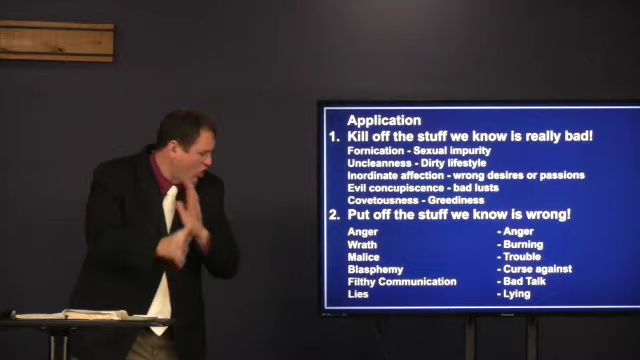 Application
1. Kill off the stuff we know is really bad!
Fornication - Sexual impurity
Uncleanness - Dirty lifestyle
Inordinate affection - wrong desires or passions
Evil concupiscence - bad lusts
Covetousness - Greediness
2. Put off the stuff we know is wrong!
Anger - Anger
Wrath - Burning
Malice - Trouble
Blasphemy - Curse against
Filthy Communication - Bad Talk
Lies - Lying